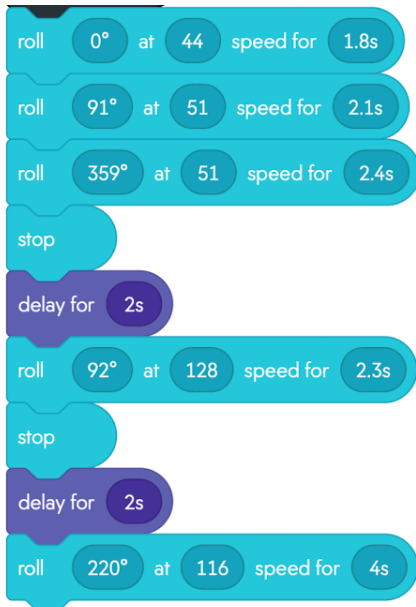 roll 0° at 44 speed for 1.8s
roll 91° at 51 speed for 2.1s
roll 359° at 51 speed for 2.4s
stop
delay for 2s
roll 92° at 128 speed for 2.3s
stop
delay for 2s
roll 220° at 116 speed for 4s